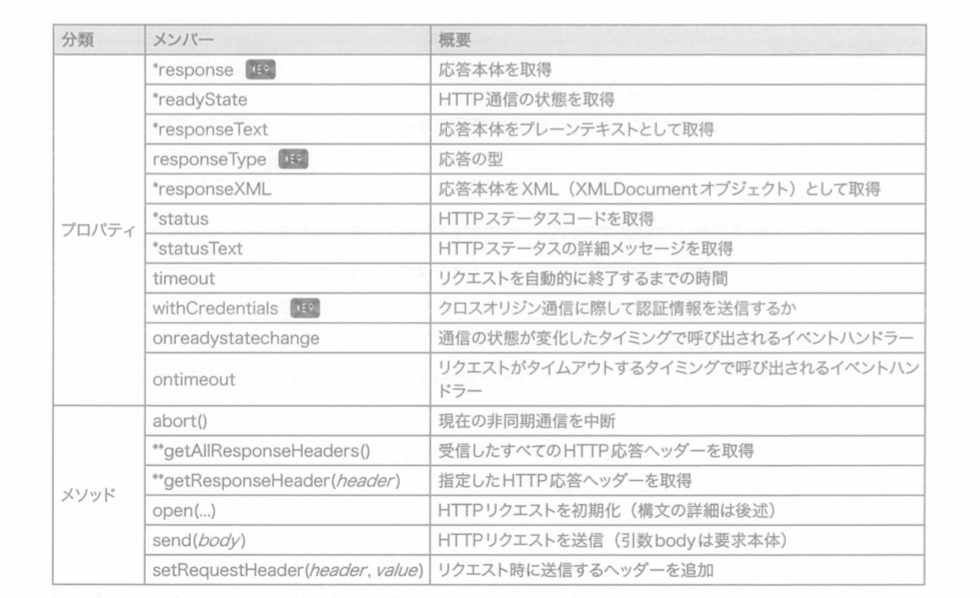 分類 メンバー 概要
プロパティ
*response 応答本体を取得
*readyState HTTP通信の状態を取得
*responseText 応答本体をプレーンテキストとして取得
responseType 応答の型
*responseXML 応答本体をXML（XMLDocumentオブジェクト）として取得
*status HTTPステータスコードを取得
*statusText HTTPステータスの詳細メッセージを取得
timeout リクエストを自動的に終了するまでの時間
withCredentials クロスオリジン通信に際して認証情報を送信するか
onreadystatechange 通信の状態が変化したタイミングで呼び出されるイベントハンドラー
ontimeout リクエストがタイムアウトするタイミングで呼び出されるイベントハン
ドラー
メソッド
abort() 現在の非同期通信を中断
**getAllResponseHeaders() 受信したすべてのHTTP応答ヘッダーを取得
**getResponseHeader(header) 指定したHTTP応答ヘッダーを取得
open(...) HTTPリクエストを初期化（構文の詳細は後述）
send(body) HTTPリクエストを送信（引数bodyは要求本体）
setRequestHeader(header, value) リクエスト時に送信するヘッダーを追加